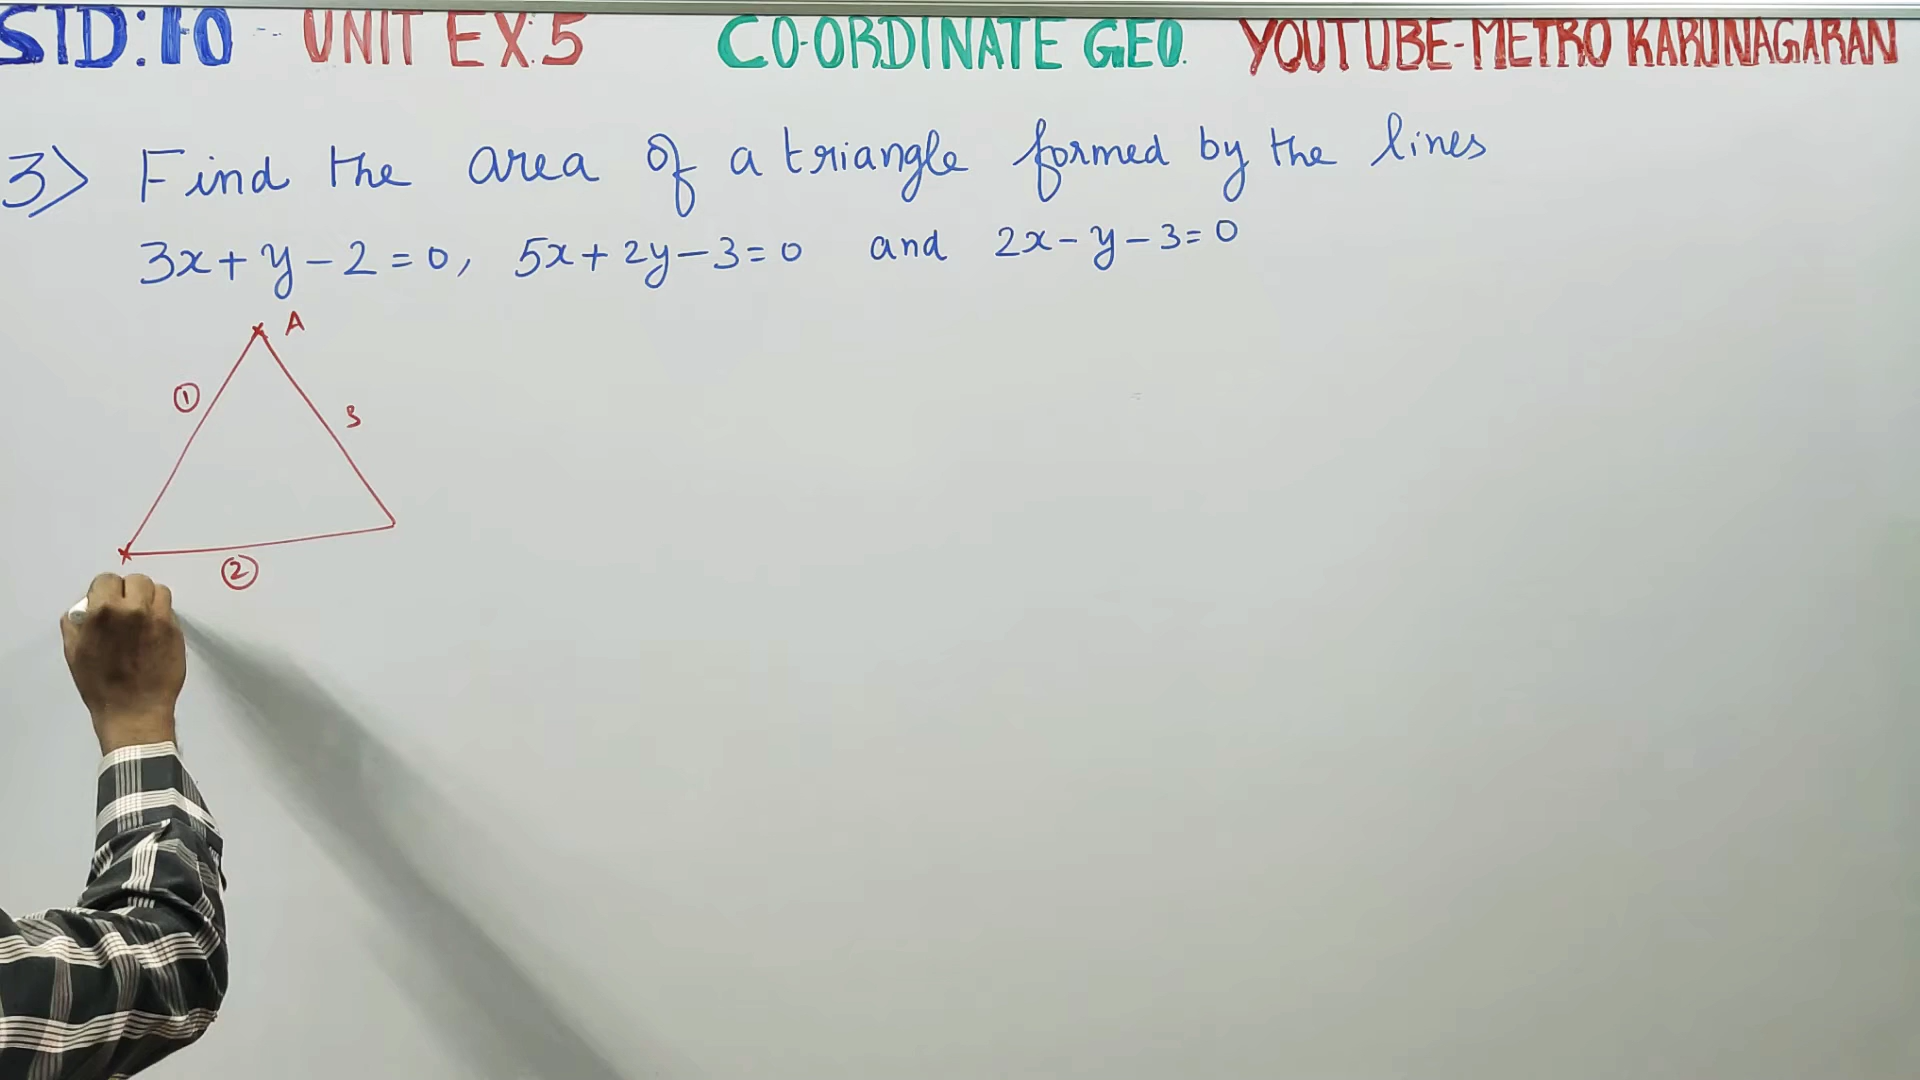 STD:10 -- UNIT EX:5 CO-ORDINATE GEO. YOUTUBE-METRO KARUNAGARAN
3> Find the area of a triangle formed by the lines
3x+y-2=0, 5x+2y-3=0 and 2x-y-3=0
A
① 3
②